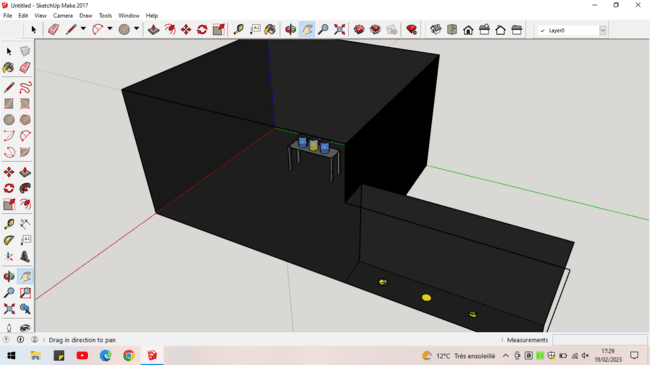 Untitled - SketchUp Make 2017
File Edit View Camera Draw Tools Window Help
Layer0
Drag in direction to pan
Measurements
12°C Très ensoleillé
17:29
19/02/2023